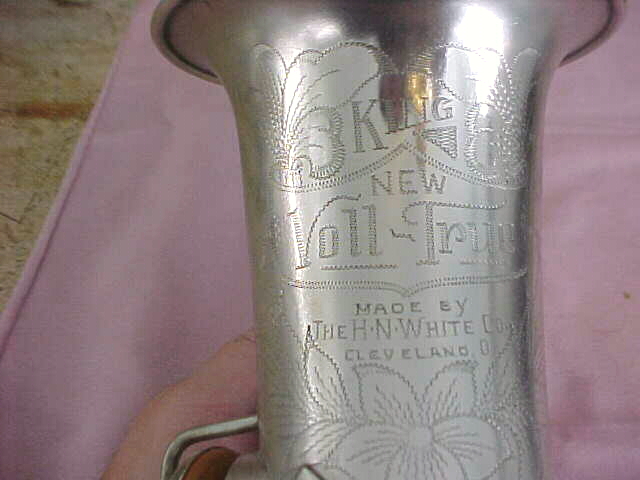 KING
NEW
Voll-True
MADE BY
THE H·N·WHITE CO.
CLEVELAND, O.